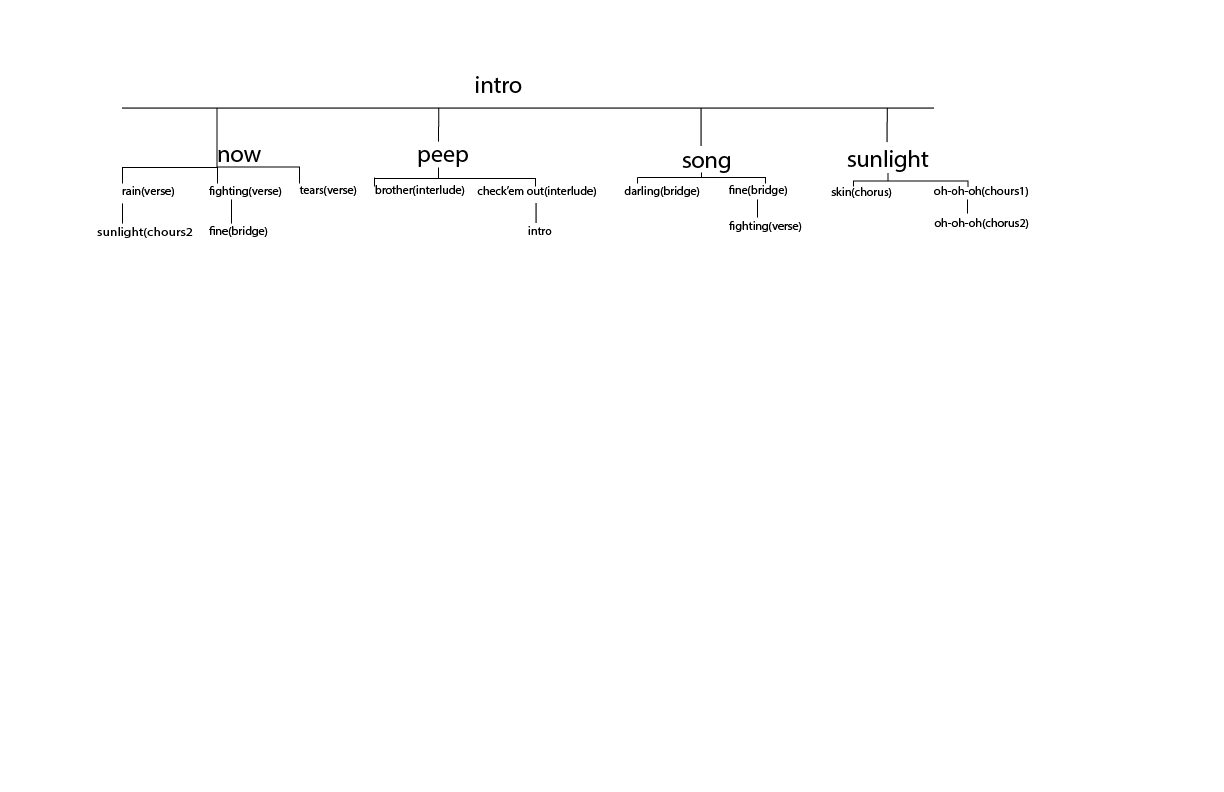 intro
now
peep
song
sunlight
rain(verse)
fighting(verse)
tears(verse)
brother(interlude)
check'em out(interlude)
darling(bridge)
fine(bridge)
skin(chorus)
oh-oh-oh(chours1)
sunlight(chours2
fine(bridge)
intro
fighting(verse)
oh-oh-oh(chorus2)